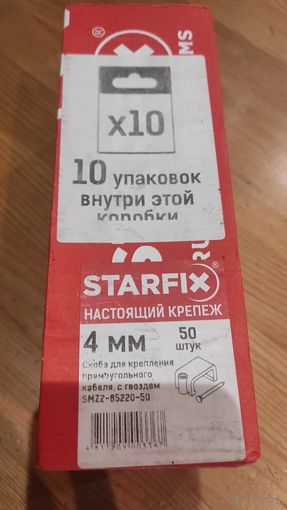 x10
10 упаковок
внутри этой
коробки
STARFIX®
НАСТОЯЩИЙ КРЕПЕЖ
4 мм 50
штук
Скоба для крепления
прямоугольного
кабеля, с гвоздем
SMZ2-85220-50